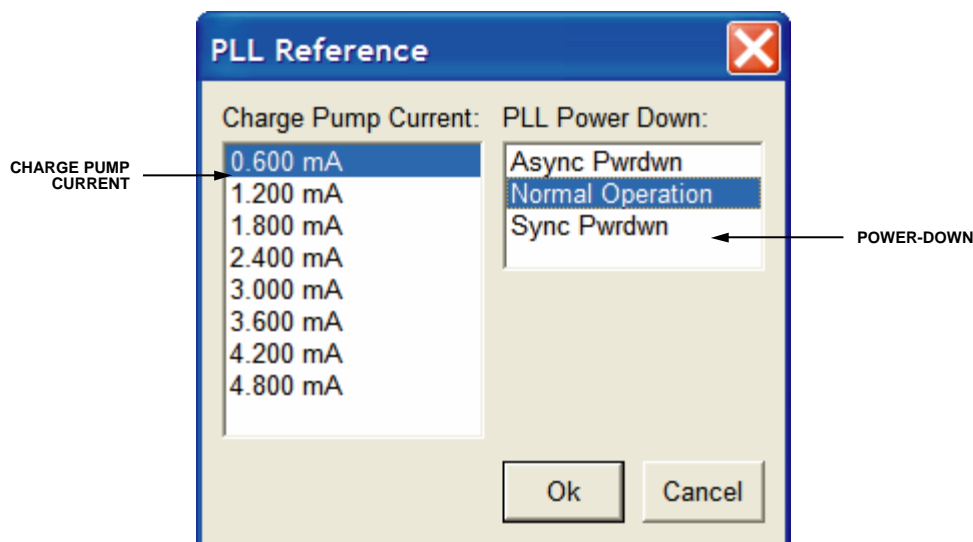 PLL Reference
Charge Pump Current:
0.600 mA
1.200 mA
1.800 mA
2.400 mA
3.000 mA
3.600 mA
4.200 mA
4.800 mA
PLL Power Down:
Async Pwrdwn
Normal Operation
Sync Pwrdwn
CHARGE PUMP
CURRENT
POWER-DOWN
Ok
Cancel